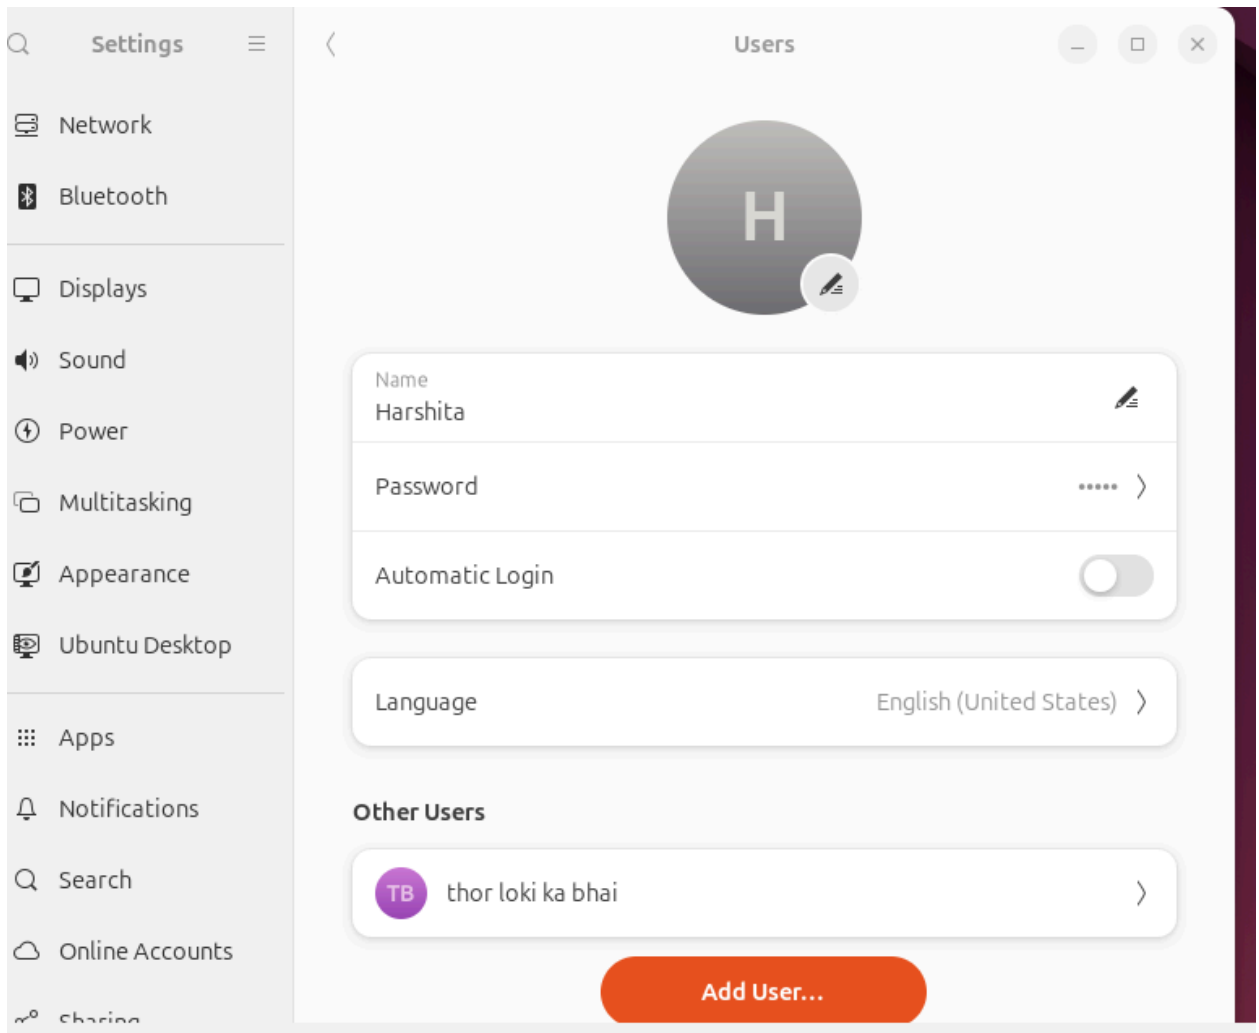 Settings
Users
Network
Bluetooth
Displays
Sound
Power
Multitasking
Appearance
Ubuntu Desktop
Apps
Notifications
Search
Online Accounts
Sharing
H
Name
Harshita
Password
Automatic Login
Language English (United States)
Other Users
TB thor loki ka bhai
Add User...